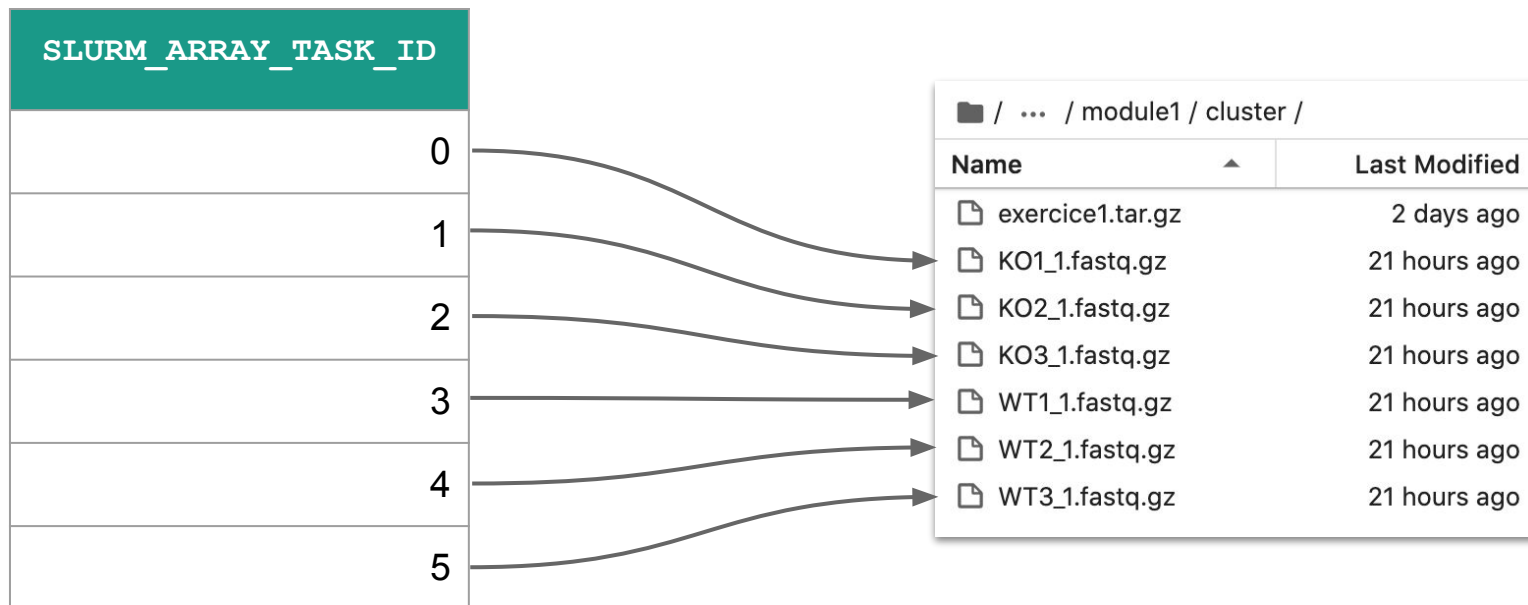 SLURM_ARRAY_TASK_ID
0
1
2
3
4
5
/ ... / module1 / cluster /
Name Last Modified
exercice1.tar.gz 2 days ago
KO1_1.fastq.gz 21 hours ago
KO2_1.fastq.gz 21 hours ago
KO3_1.fastq.gz 21 hours ago
WT1_1.fastq.gz 21 hours ago
WT2_1.fastq.gz 21 hours ago
WT3_1.fastq.gz 21 hours ago